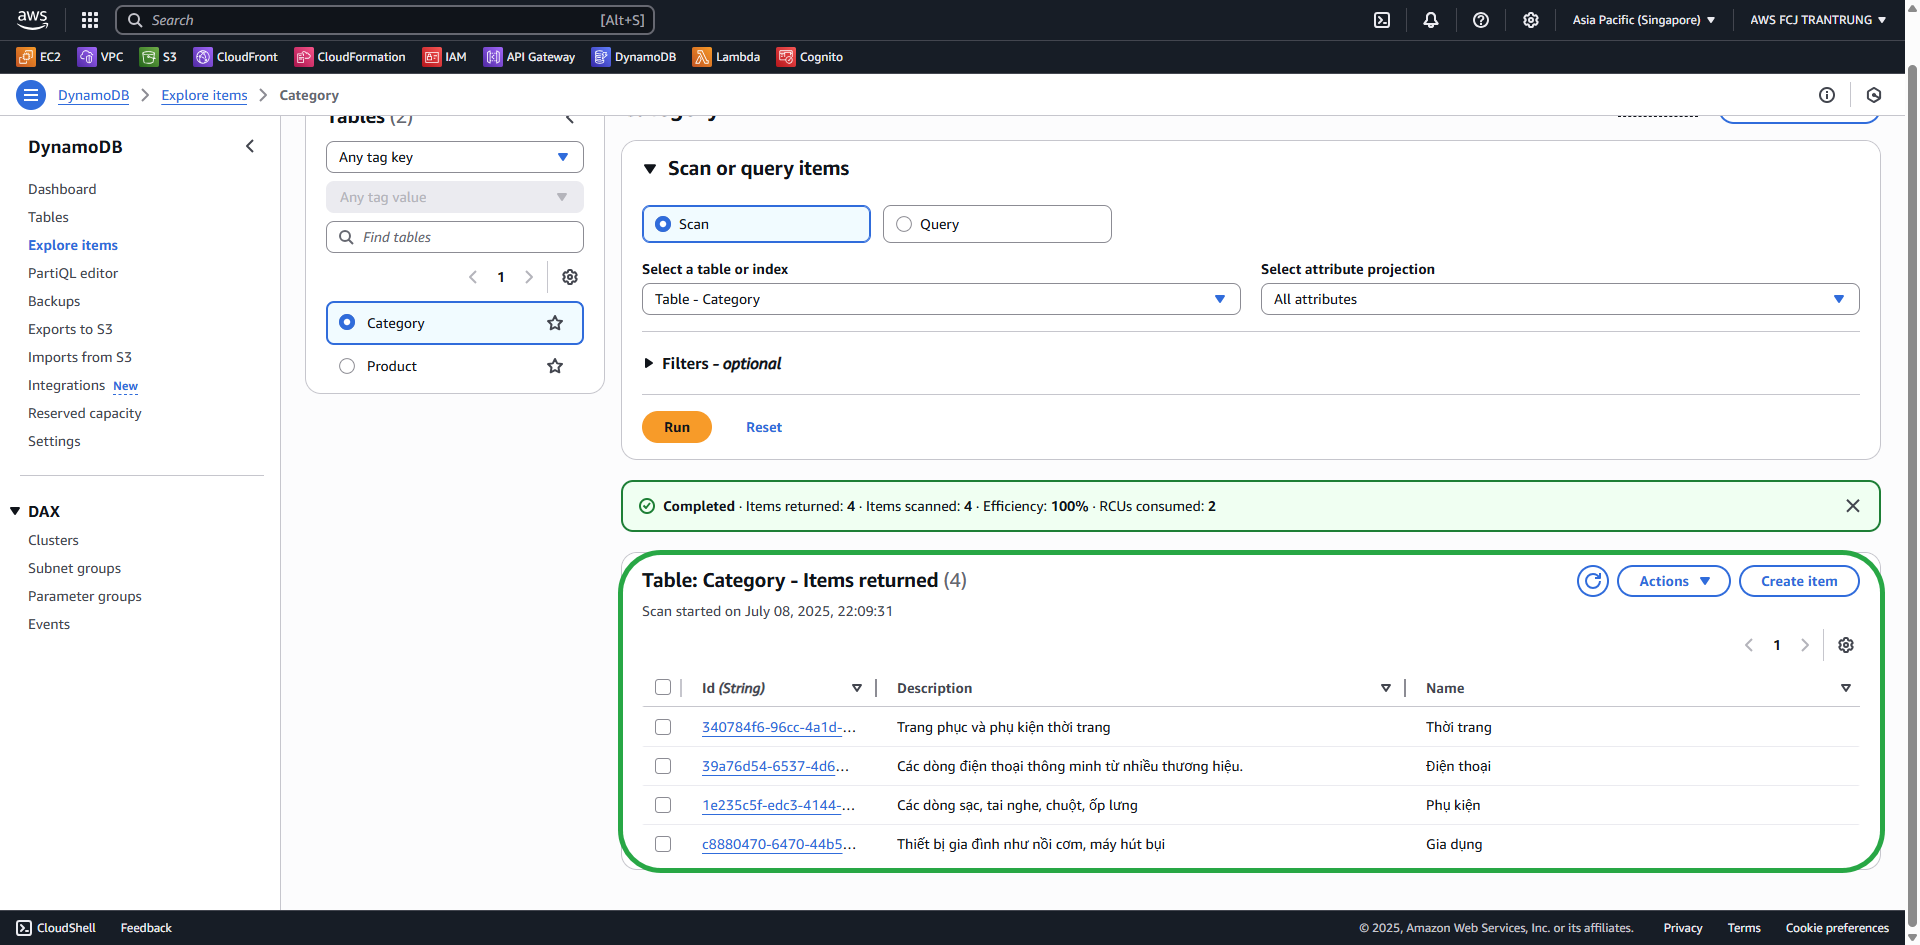 aws
Search [Alt+S]
Asia Pacific (Singapore)
AWS FCJ TRANTRUNG
EC2
VPC
S3
CloudFront
CloudFormation
IAM
API Gateway
DynamoDB
Lambda
Cognito
DynamoDB
Explore items
Category
DynamoDB
Dashboard
Tables
Explore items
PartiQL editor
Backups
Exports to S3
Imports from S3
Integrations New
Reserved capacity
Settings
DAX
Clusters
Subnet groups
Parameter groups
Events
Tables (2)
Any tag key
Any tag value
Find tables
1
Category
Product
Category
Scan or query items
Scan
Query
Select a table or index
Table - Category
Select attribute projection
All attributes
Filters - optional
Run
Reset
Completed · Items returned: 4 · Items scanned: 4 · Efficiency: 100% · RCUs consumed: 2
Table: Category - Items returned (4)
Scan started on July 08, 2025, 22:09:31
Actions
Create item
1
Id (String) Description Name
340784f6-96cc-4a1d-... Trang phục và phụ kiện thời trang Thời trang
39a76d54-6537-4d6... Các dòng điện thoại thông minh từ nhiều thương hiệu. Điện thoại
1e235c5f-edc3-4144-... Các dòng sạc, tai nghe, chuột, ốp lưng Phụ kiện
c8880470-6470-44b5... Thiết bị gia đình như nồi cơm, máy hút bụi Gia dụng
CloudShell
Feedback
© 2025, Amazon Web Services, Inc. or its affiliates.
Privacy
Terms
Cookie preferences